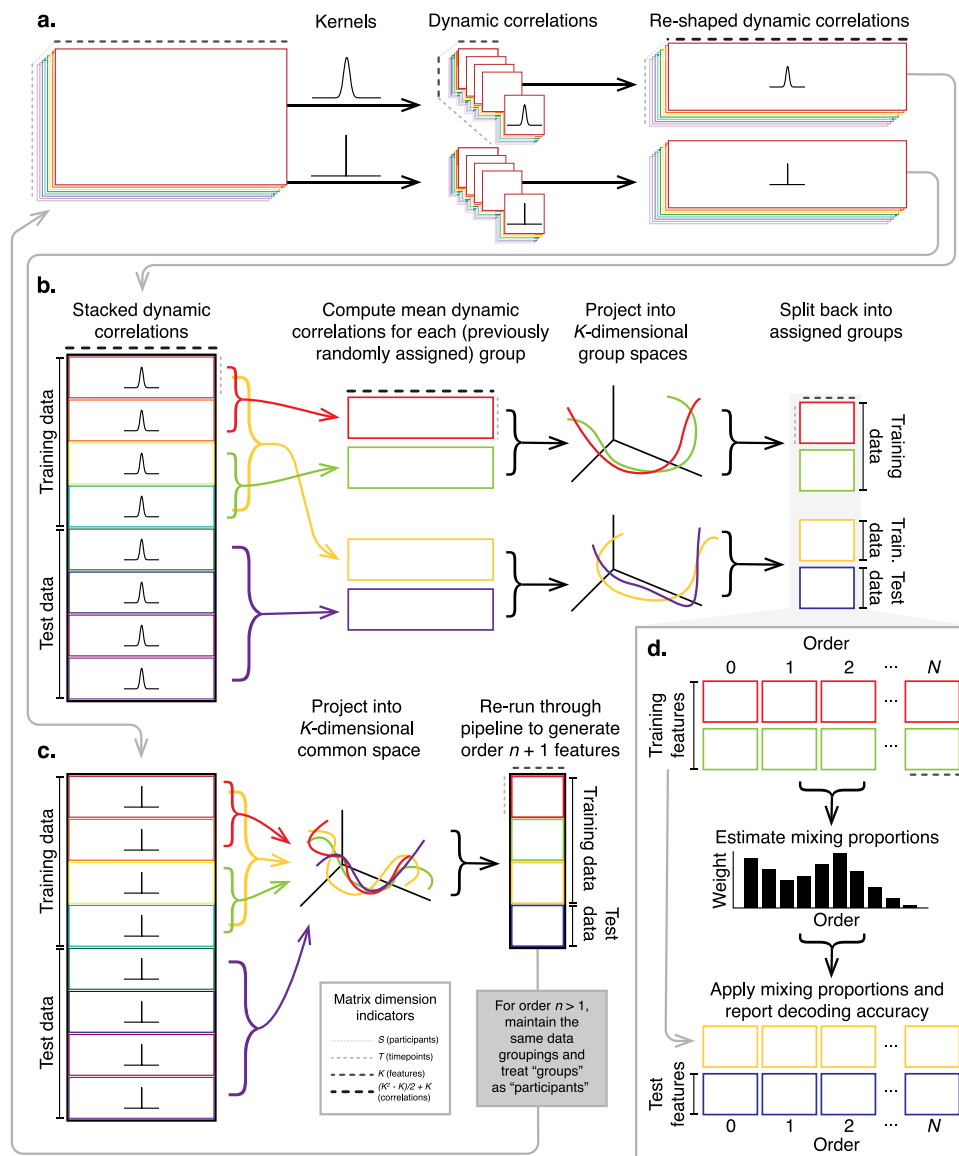 a.
Kernels
Dynamic correlations
Re-shaped dynamic correlations
b.
Stacked dynamic
correlations
Compute mean dynamic
correlations for each (previously
randomly assigned) group
Project into
K-dimensional
group spaces
Split back into
assigned groups
Training data
Test data
Training
data
Train.
data
Test
data
c.
Project into
K-dimensional
common space
Re-run through
pipeline to generate
order n + 1 features
Training data
Test data
Training data
Test
data
Matrix dimension
indicators
S (participants)
T (timepoints)
K (features)
(K² - K)/2 + K
(correlations)
For order n > 1,
maintain the
same data
groupings and
treat “groups”
as “participants”
d.
Order
0 1 2 ... N
Training
features
...
...
Estimate mixing proportions
Weight
Order
Apply mixing proportions and
report decoding accuracy
...
Test
features
...
0 1 2 ... N
Order